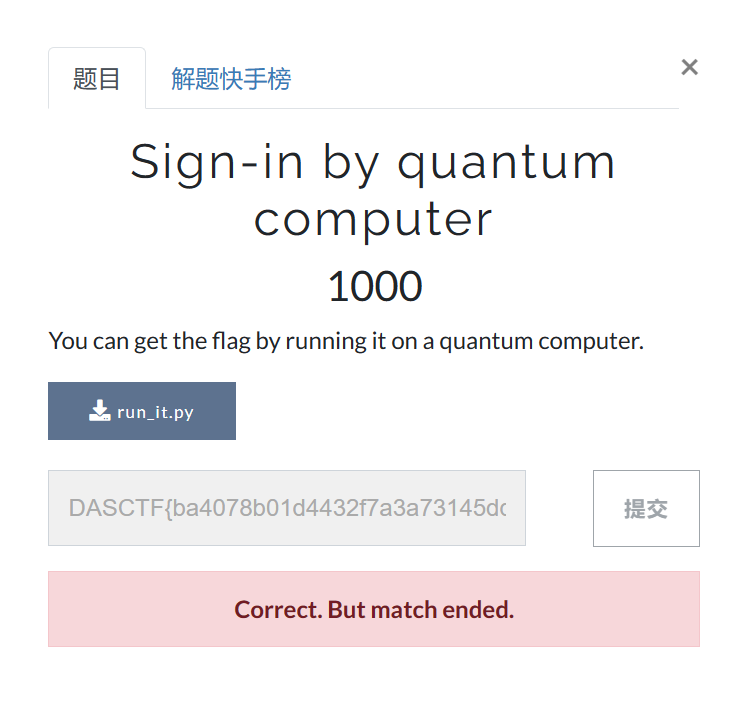 题目
解题快手榜
×
Sign-in by quantum
computer
1000
You can get the flag by running it on a quantum computer.
run_it.py
DASCTF{ba4078b01d4432f7a3a73145d
提交
Correct. But match ended.